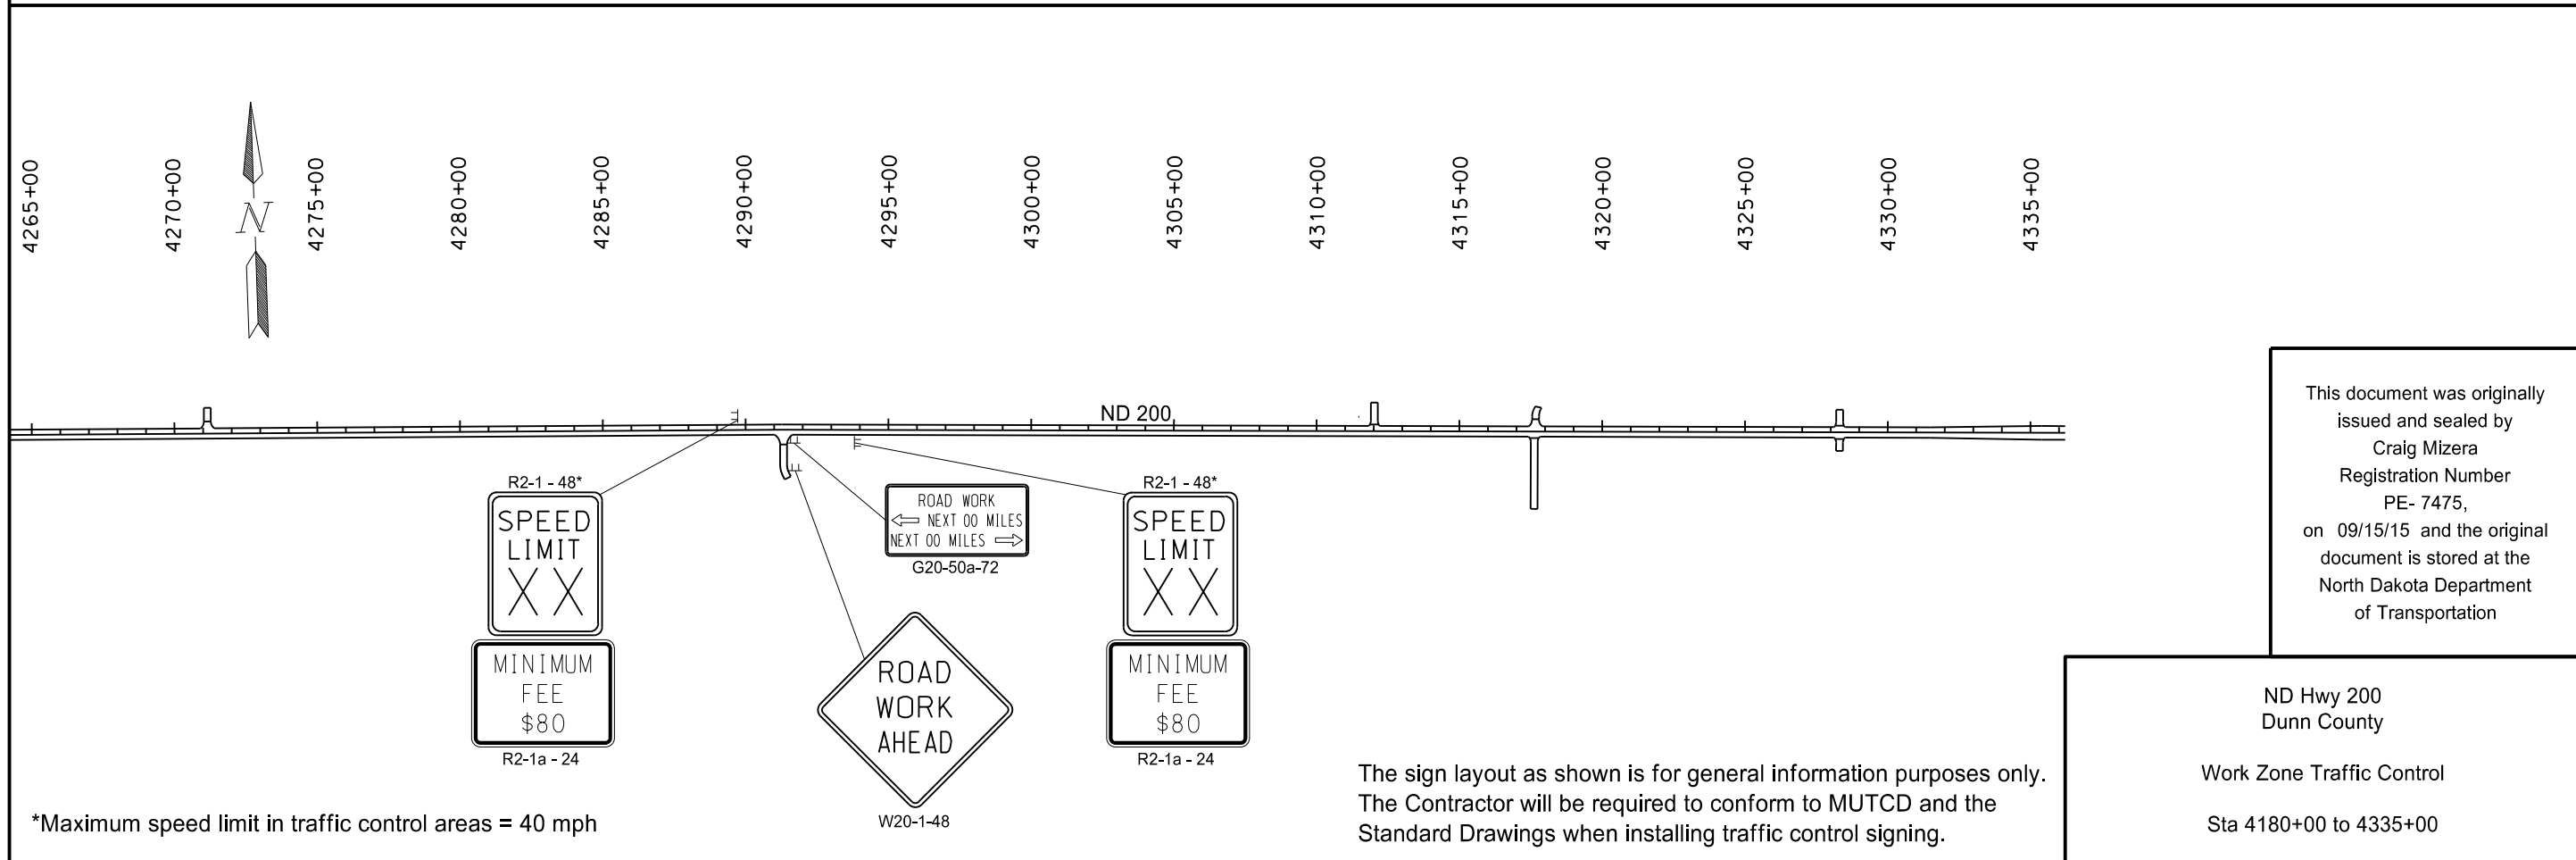 4265+00
4270+00
4275+00
4280+00
4285+00
4290+00
4295+00
4300+00
4305+00
4310+00
4315+00
4320+00
4325+00
4330+00
4335+00
N
ND 200
R2-1 - 48*
SPEED
LIMIT
XX
MINIMUM
FEE
$80
R2-1a - 24
ROAD WORK
NEXT 00 MILES
NEXT 00 MILES
G20-50a-72
ROAD
WORK
AHEAD
W20-1-48
R2-1 - 48*
SPEED
LIMIT
XX
MINIMUM
FEE
$80
R2-1a - 24
*Maximum speed limit in traffic control areas = 40 mph
The sign layout as shown is for general information purposes only.
The Contractor will be required to conform to MUTCD and the
Standard Drawings when installing traffic control signing.
This document was originally
issued and sealed by
Craig Mizera
Registration Number
PE- 7475,
on 09/15/15 and the original
document is stored at the
North Dakota Department
of Transportation
ND Hwy 200
Dunn County
Work Zone Traffic Control
Sta 4180+00 to 4335+00